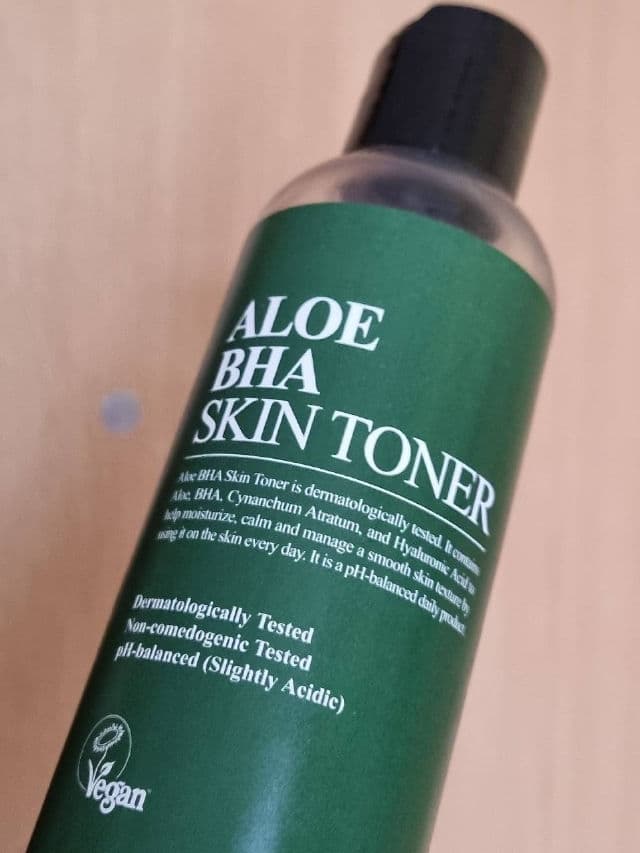 ALOE
BHA
SKIN TONER
Aloe BHA Skin Toner is dermatologically tested. It contains
Aloe, BHA, Cynanchum Atratum, and Hyaluronic Acid to
help moisturize, calm and manage a smooth skin texture by
using it on the skin every day. It is a pH-balanced daily product.
Dermatologically Tested
Non-comedogenic Tested
pH-balanced (Slightly Acidic)
Vegan